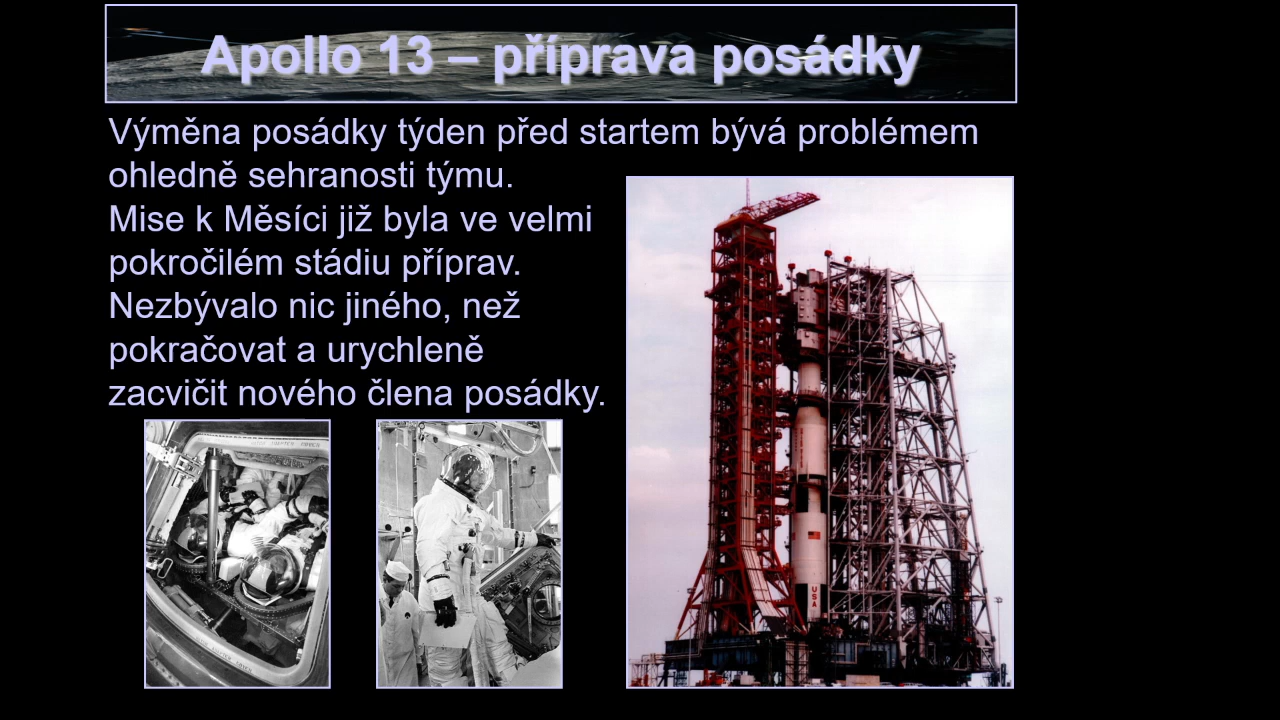 Apollo 13 – příprava posádky
Výměna posádky týden před startem bývá problémem
ohledně sehranosti týmu.
Mise k Měsíci již byla ve velmi
pokročilém stádiu příprav.
Nezbývalo nic jiného, než
pokračovat a urychleně
zacvičit nového člena posádky.
USA